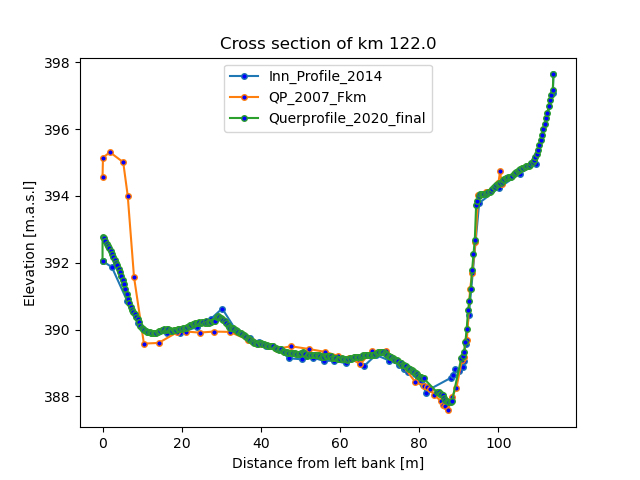 Cross section of km 122.0
Inn_Profile_2014
QP_2007_Fkm
Querprofile_2020_final
398
396
394
392
390
388
Elevation [m.a.s.l]
0 20 40 60 80 100
Distance from left bank [m]